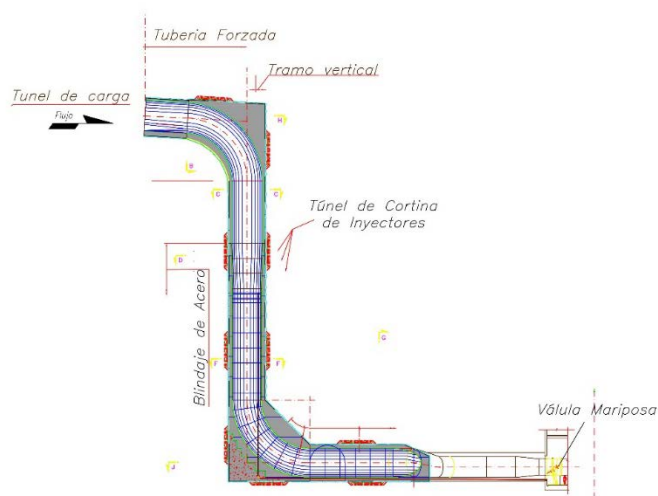 Tuberia Forzada
Tramo vertical
Tunel de carga
Flujo
H
B
C
C
Túnel de Cortina
de Inyectores
D
Blindaje de Acero
G
F
F
Válula Mariposa
J